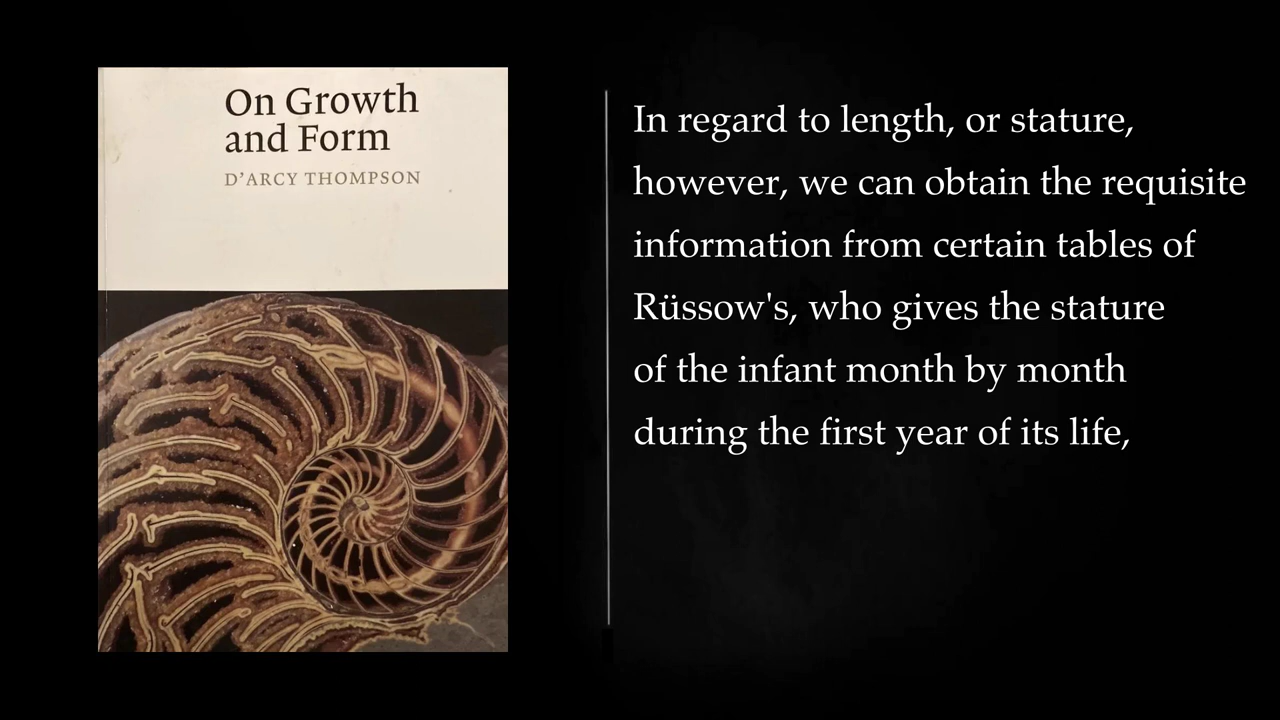 On Growth
and Form
D'ARCY THOMPSON
In regard to length, or stature,
however, we can obtain the requisite
information from certain tables of
Rüssow's, who gives the stature
of the infant month by month
during the first year of its life,